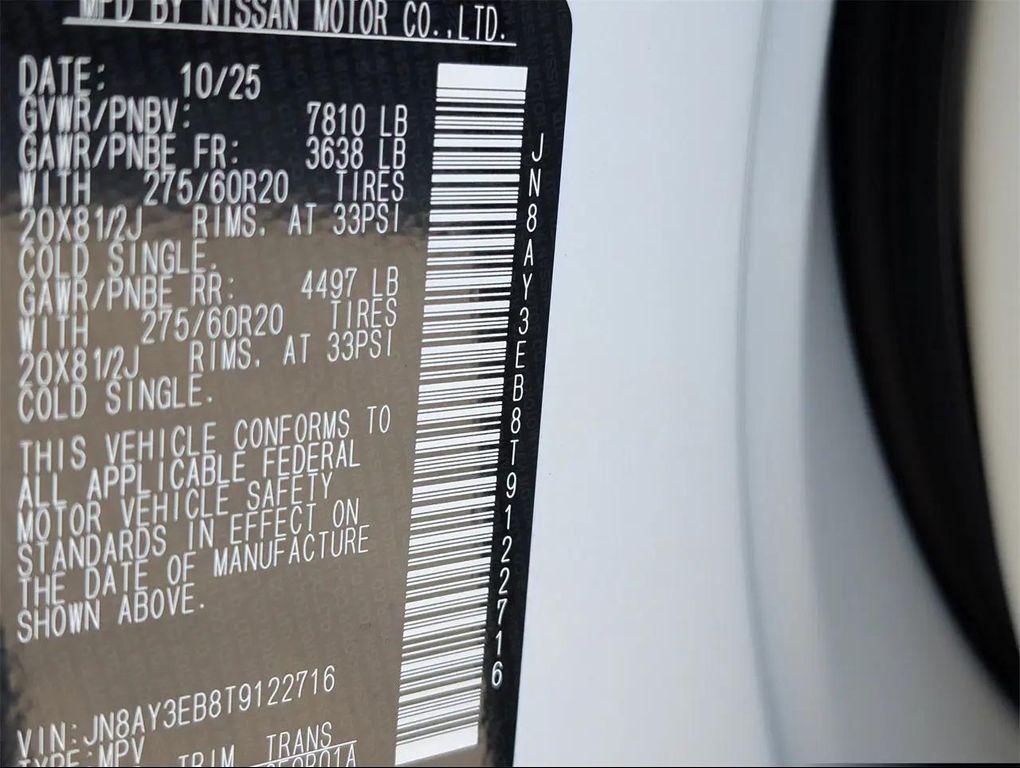 MFD BY NISSAN MOTOR CO.,LTD.
DATE: 10/25
GVWR/PNBV: 7810 LB
GAWR/PNBE FR: 3638 LB
WITH 275/60R20 TIRES
20X81/2J RIMS. AT 33PSI
COLD SINGLE.
GAWR/PNBE RR: 4497 LB
WITH 275/60R20 TIRES
20X81/2J RIMS. AT 33PSI
COLD SINGLE.
THIS VEHICLE CONFORMS TO
ALL APPLICABLE FEDERAL
MOTOR VEHICLE SAFETY
STANDARDS IN EFFECT ON
THE DATE OF MANUFACTURE
SHOWN ABOVE.
VIN: JN8AY3EB8T9122716
TYPE: MPV TRIM TRANS
JN8AY3EB8T9122716